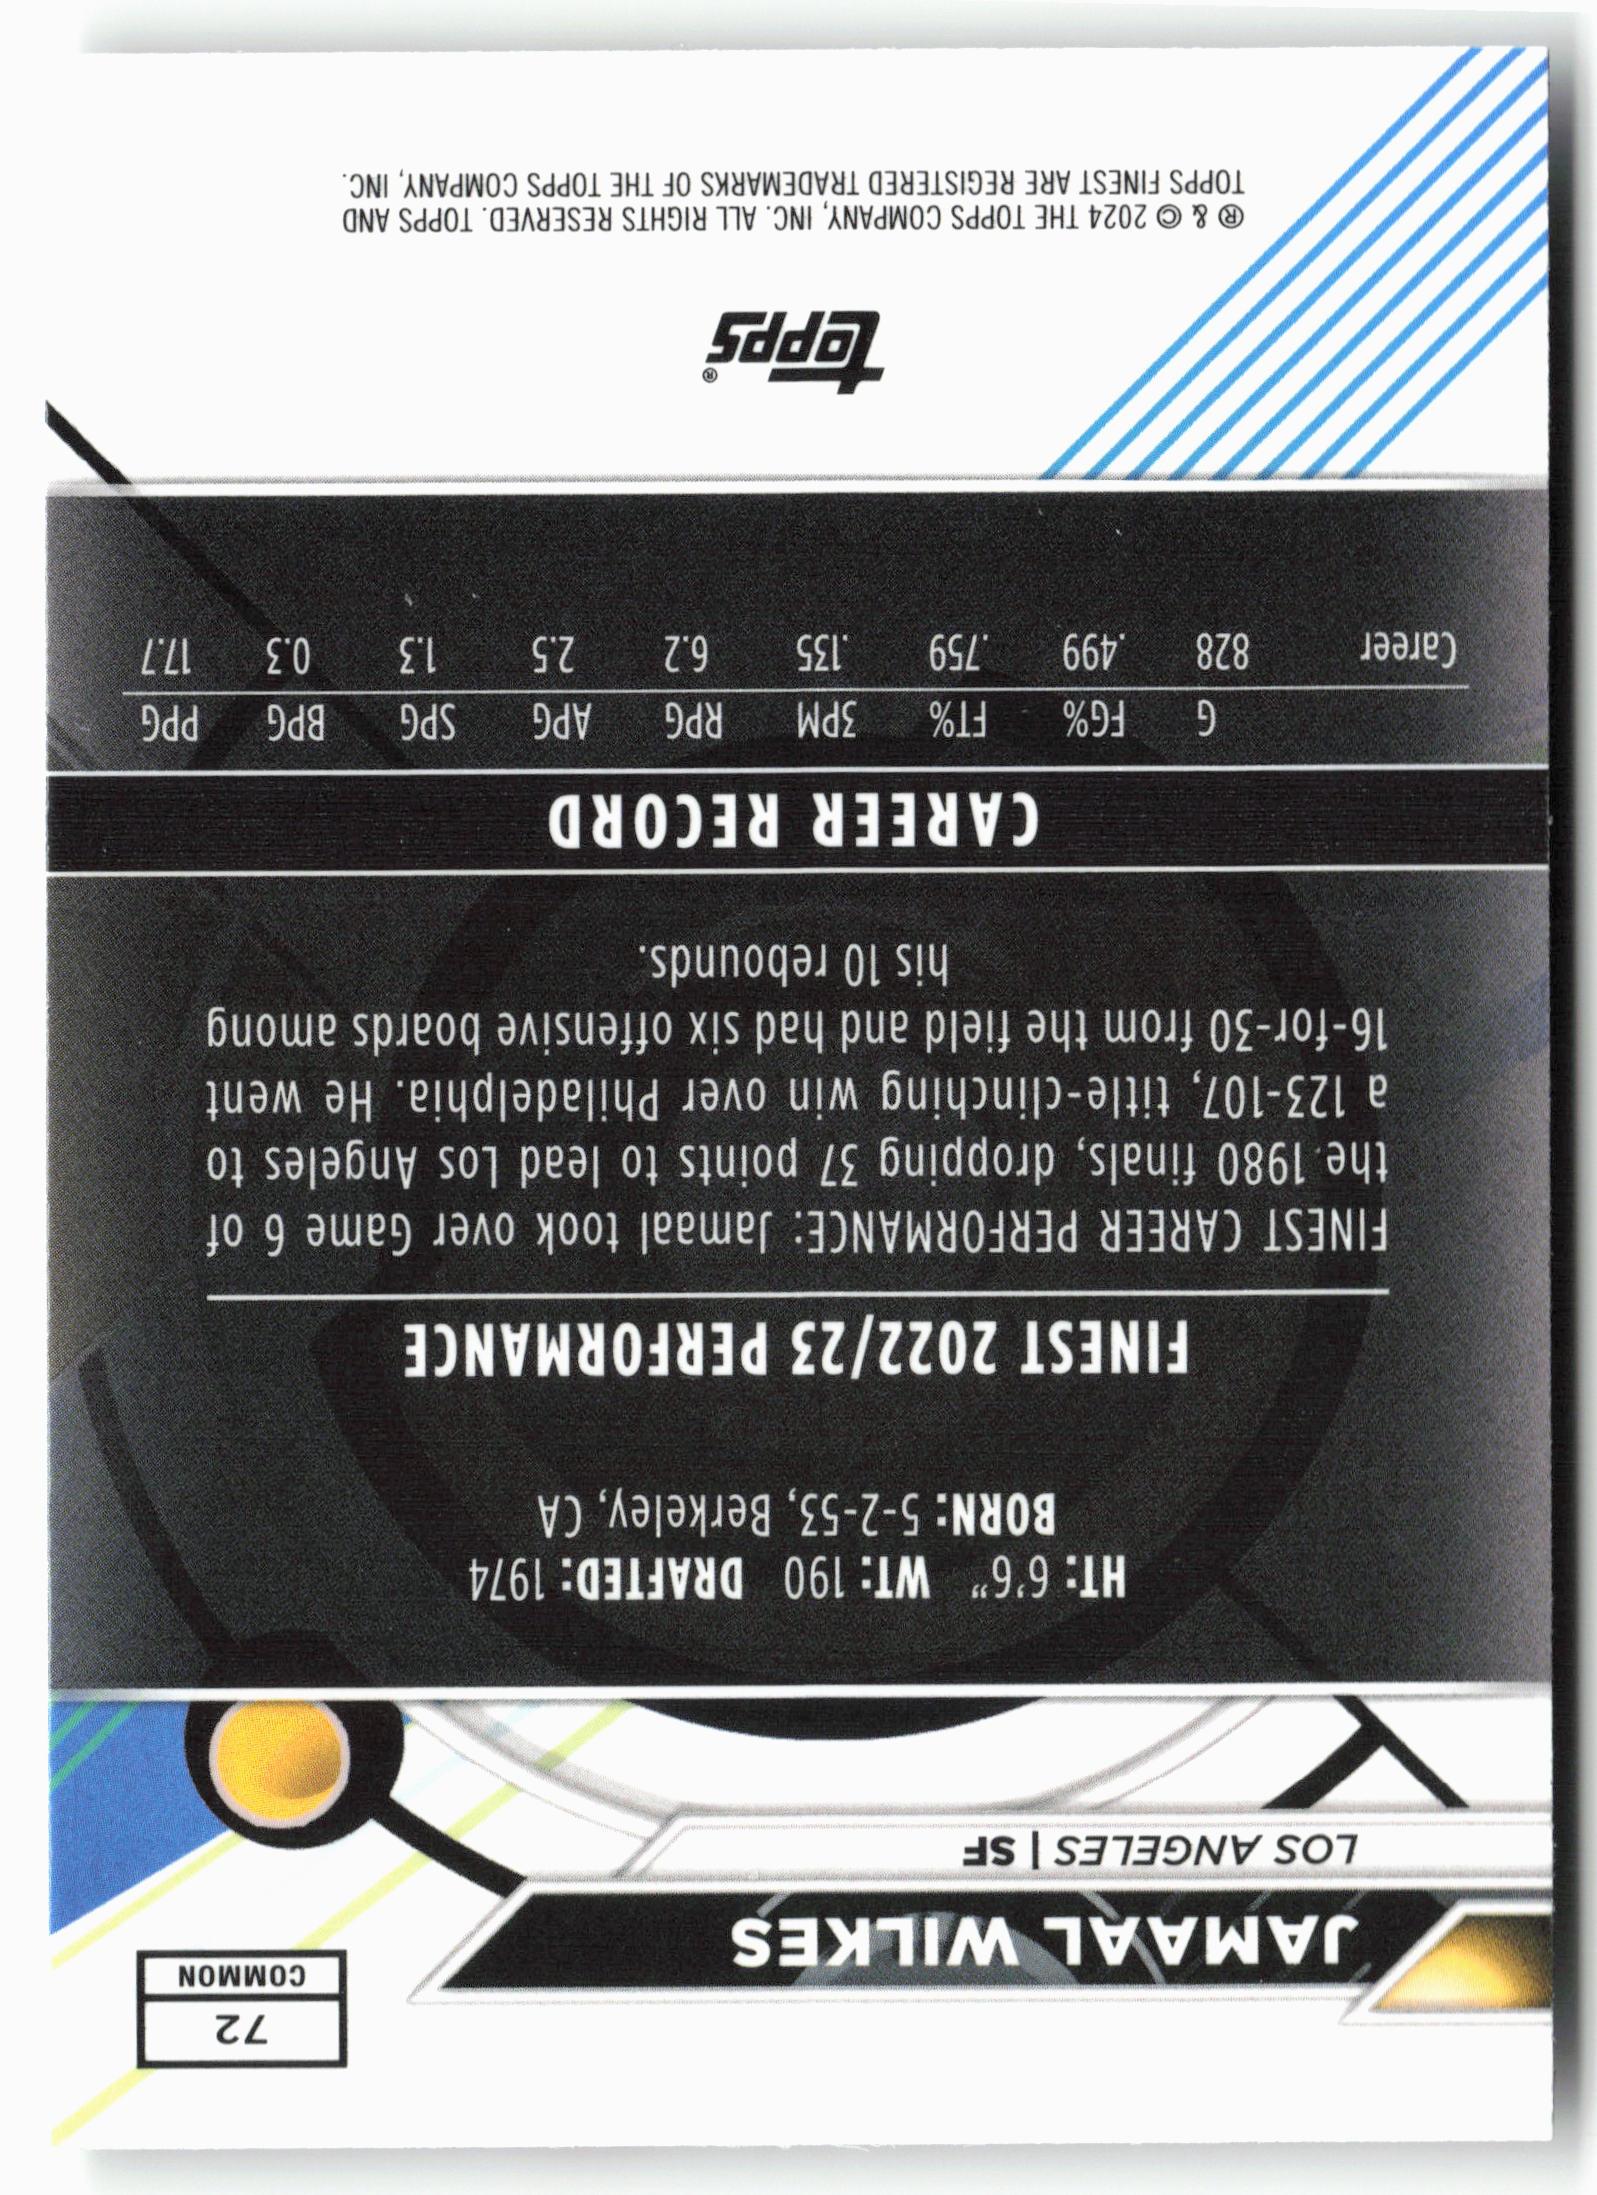 72
COMMON
JAMAAL WILKES
LOS ANGELES | SF
HT: 6'6" WT: 190 DRAFTED: 1974
BORN: 5-2-53, Berkeley, CA
FINEST 2022/23 PERFORMANCE
FINEST CAREER PERFORMANCE: Jamaal took over Game 6 of
the 1980 finals, dropping 37 points to lead Los Angeles to
a 123-107, title-clinching win over Philadelphia. He went
16-for-30 from the field and had six offensive boards among
his 10 rebounds.
CAREER RECORD
G FG% FT% 3PM RPG APG SPG BPG PPG
Career 828 .499 .759 .135 6.2 2.5 1.3 0.3 17.7
topps®
® & © 2024 THE TOPPS COMPANY, INC. ALL RIGHTS RESERVED. TOPPS AND
TOPPS FINEST ARE REGISTERED TRADEMARKS OF THE TOPPS COMPANY, INC.